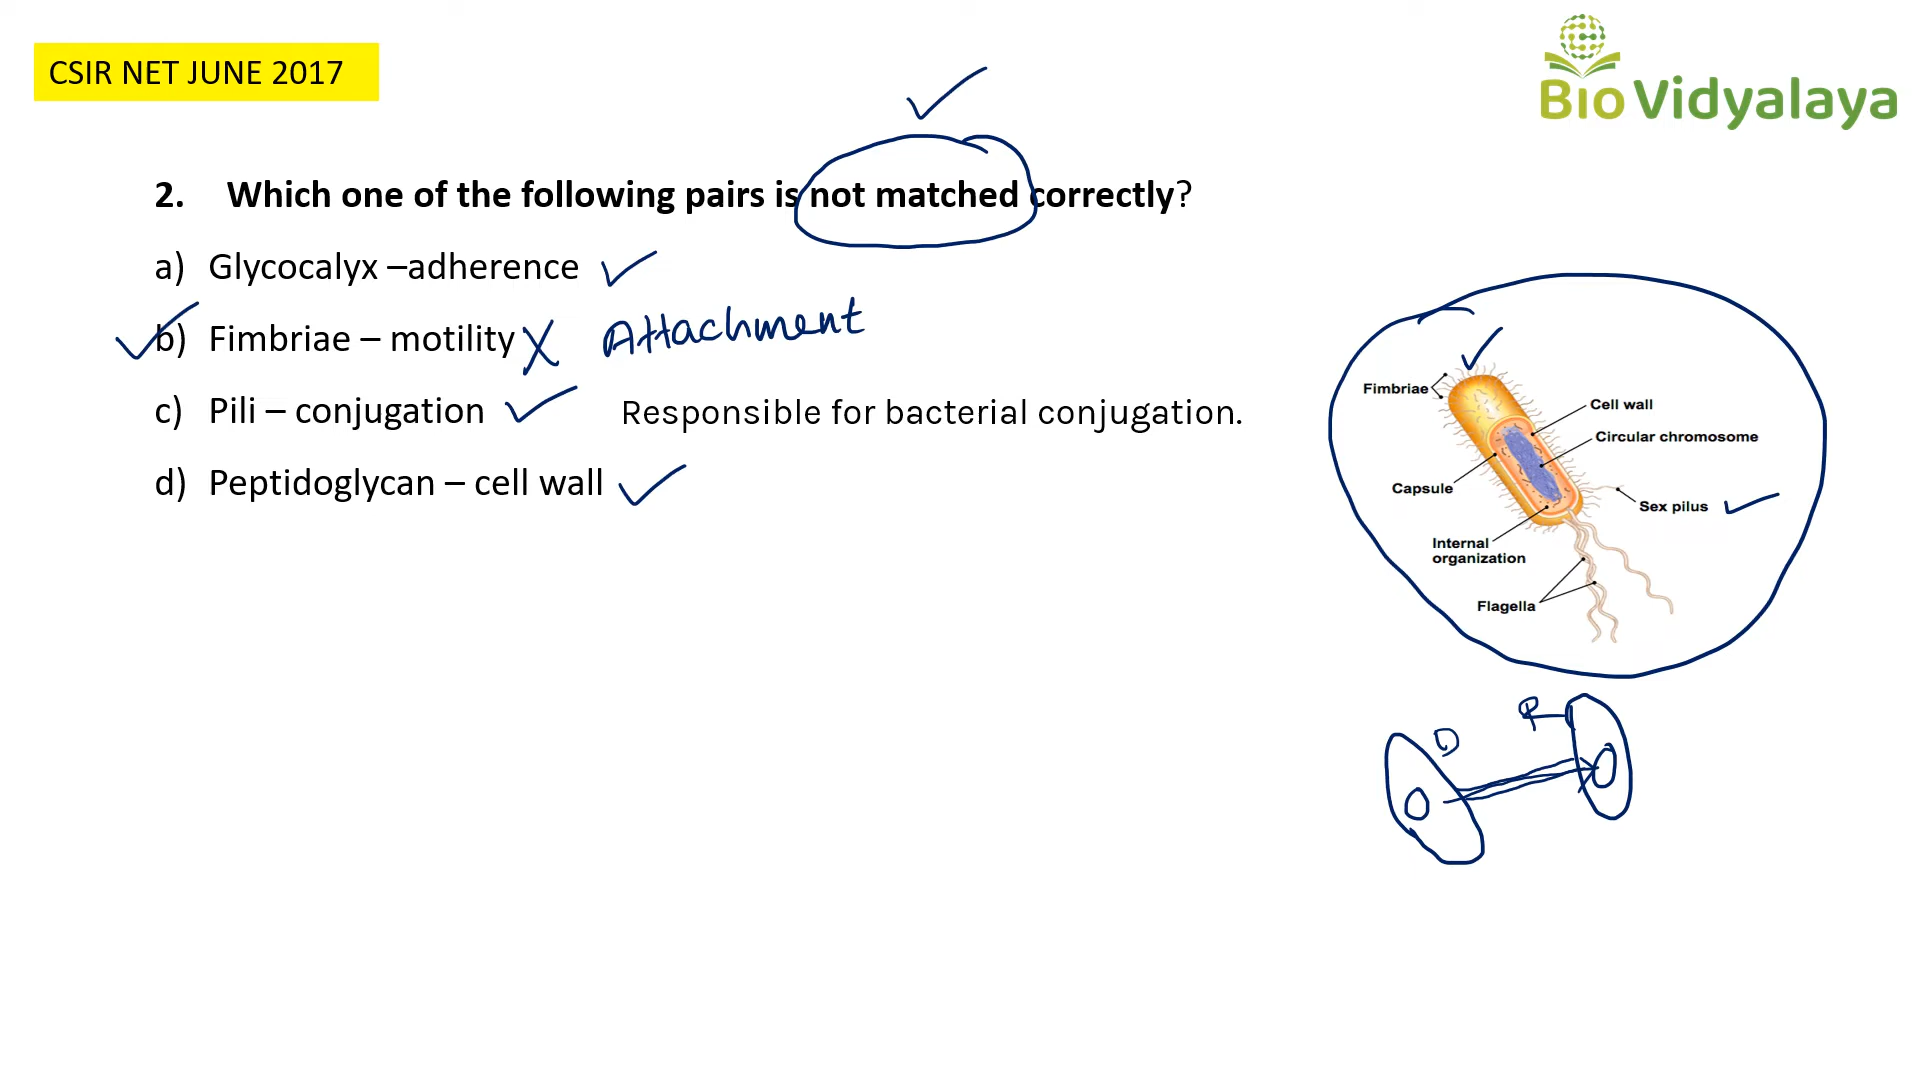 CSIR NET JUNE 2017
Bio Vidyalaya
2. Which one of the following pairs is not matched correctly?
a) Glycocalyx –adherence
b) Fimbriae – motility X Attachment
c) Pili – conjugation Responsible for bacterial conjugation.
d) Peptidoglycan – cell wall
Fimbriae
Cell wall
Circular chromosome
Capsule
Sex pilus
Internal
organization
Flagella
D
R